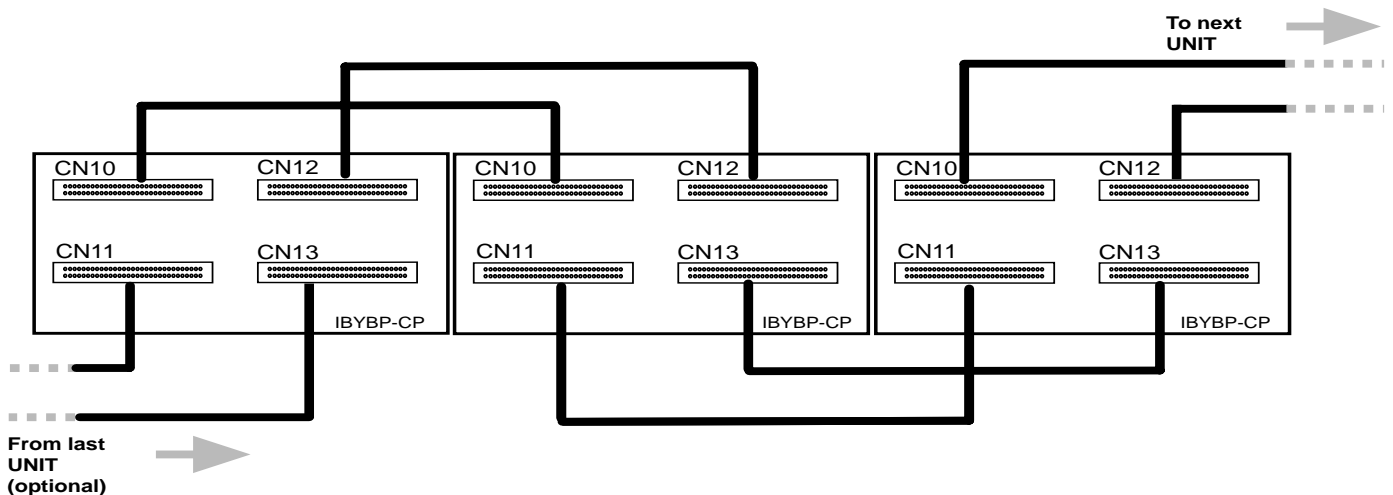 To next
UNIT
CN10
CN12
CN11
CN13
IBYBP-CP
CN10
CN12
CN11
CN13
IBYBP-CP
CN10
CN12
CN11
CN13
IBYBP-CP
From last
UNIT
(optional)